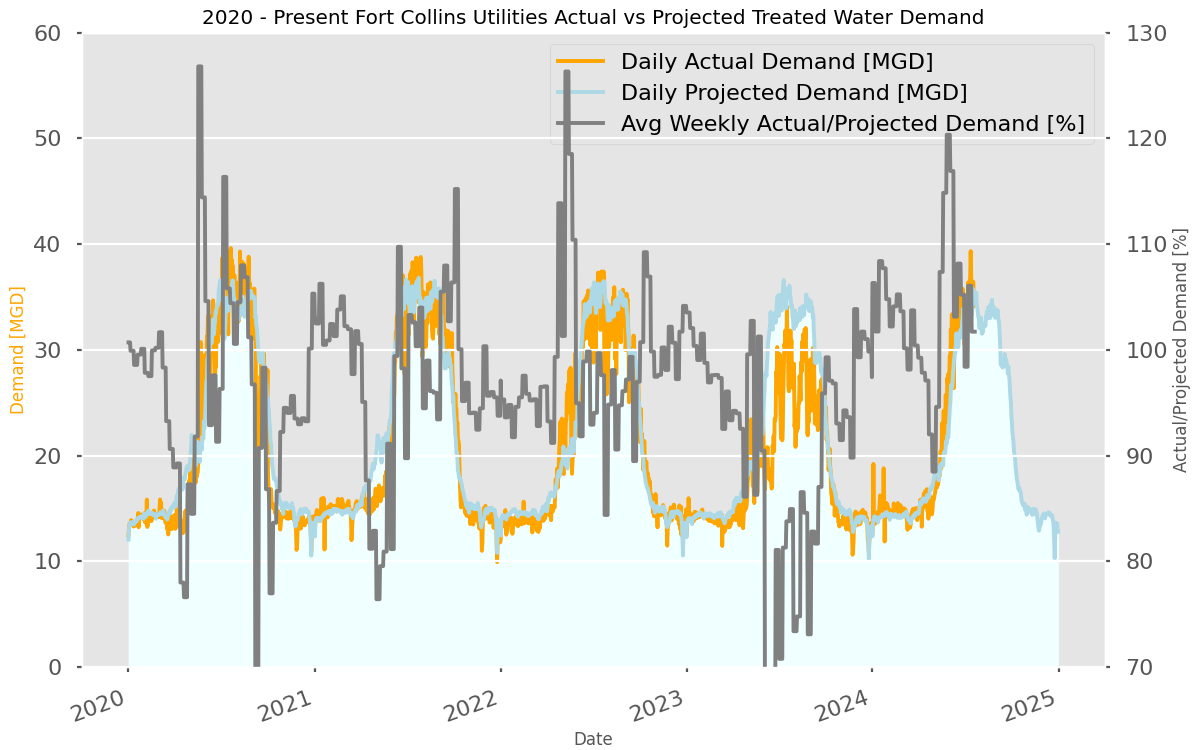 2020 - Present Fort Collins Utilities Actual vs Projected Treated Water Demand
Daily Actual Demand [MGD]
Daily Projected Demand [MGD]
Avg Weekly Actual/Projected Demand [%]
Demand [MGD]
60
50
40
30
20
10
0
130
120
110
100
90
80
70
Actual/Projected Demand [%]
2020
2021
2022
2023
2024
2025
Date